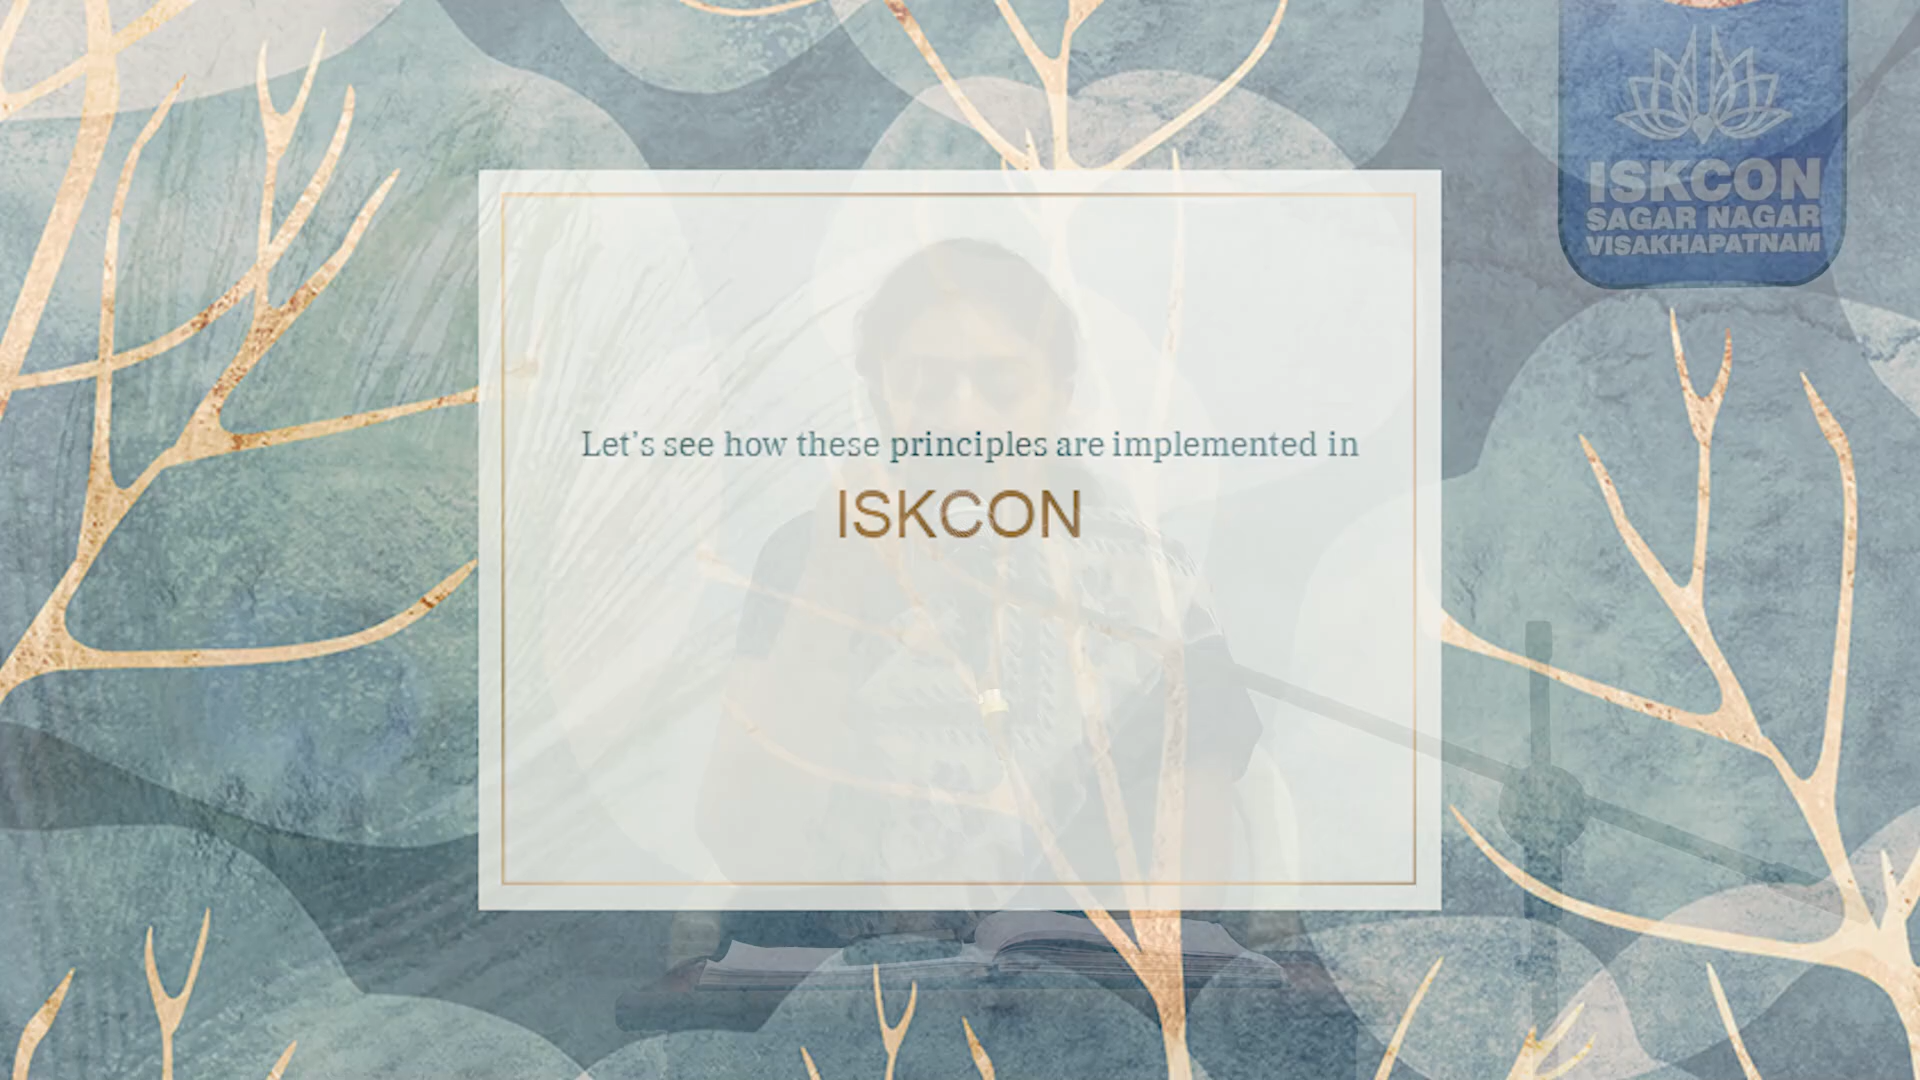 Let's see how these principles are implemented in
ISKCON
ISKCON
SAGAR NAGAR
VISAKHAPATNAM